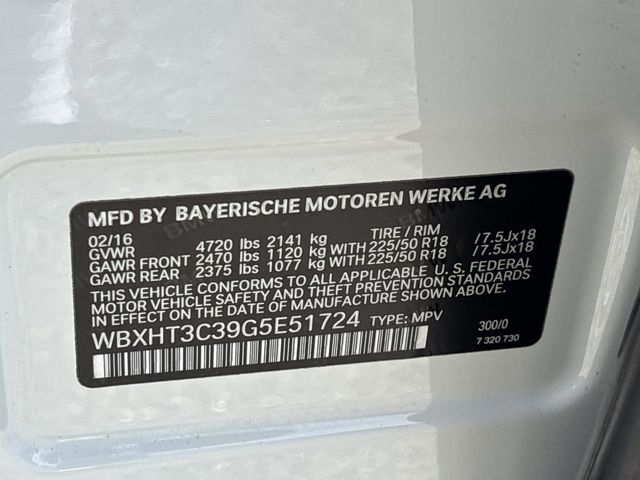 MFD BY BAYERISCHE MOTOREN WERKE AG
02/16 TIRE / RIM
GVWR 4720 lbs 2141 kg
GAWR FRONT 2470 lbs 1120 kg WITH 225/50 R18 /7.5Jx18
GAWR REAR 2375 lbs 1077 kg WITH 225/50 R18 /7.5Jx18
THIS VEHICLE CONFORMS TO ALL APPLICABLE U. S. FEDERAL
MOTOR VEHICLE SAFETY AND THEFT PREVENTION STANDARDS
IN EFFECT ON THE DATE OF MANUFACTURE SHOWN ABOVE.
WBXHT3C39G5E51724 TYPE: MPV 300/0
7 320 730